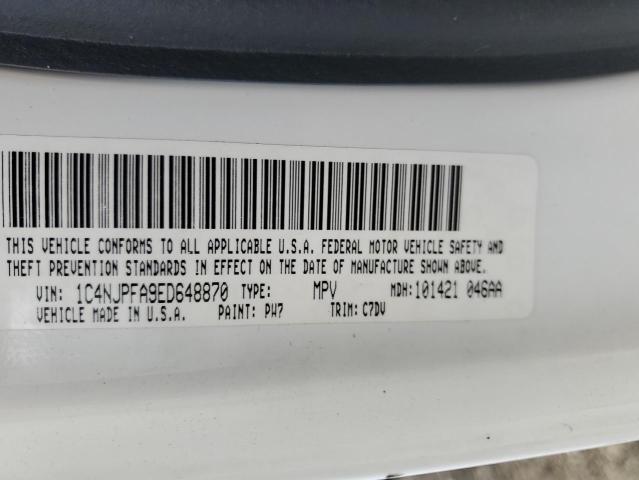 THIS VEHICLE CONFORMS TO ALL APPLICABLE U.S.A. FEDERAL MOTOR VEHICLE SAFETY AND
THEFT PREVENTION STANDARDS IN EFFECT ON THE DATE OF MANUFACTURE SHOWN ABOVE.
VIN: 1C4NJPFA9ED648870 TYPE: MPV MDH: 101421 046AA
VEHICLE MADE IN U.S.A. PAINT: PW7 TRIM: C7DV